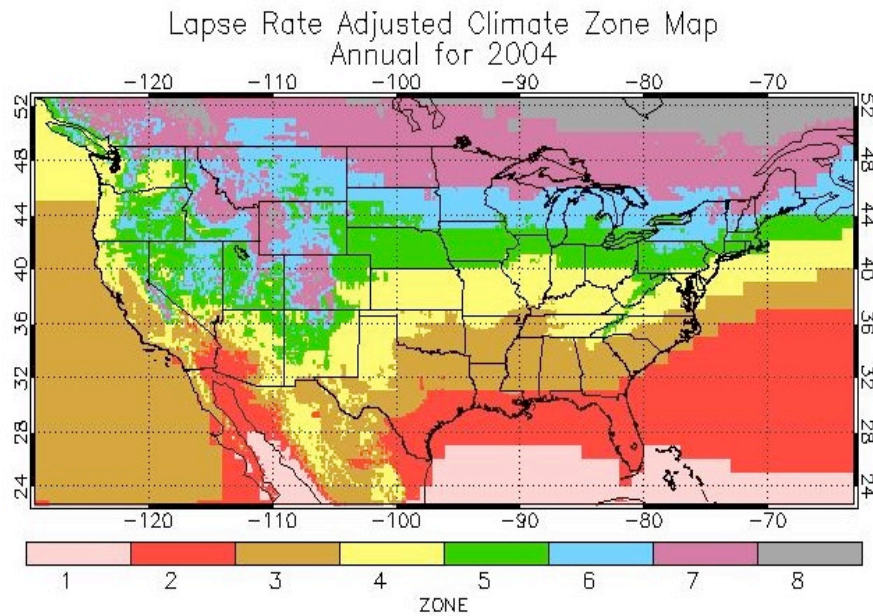 Lapse Rate Adjusted Climate Zone Map
Annual for 2004
-120 -110 -100 -90 -80 -70
52 52
48 48
44 44
40 40
36 36
32 32
28 28
24 24
-120 -110 -100 -90 -80 -70
1 2 3 4 5 6 7 8
ZONE